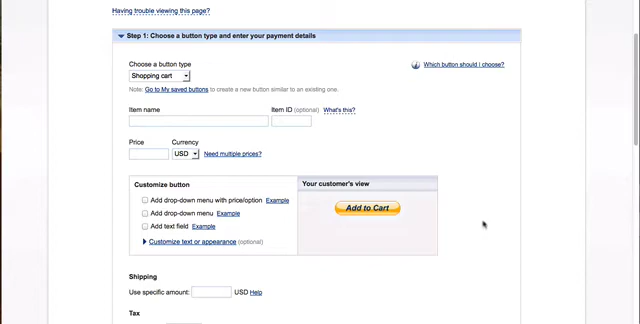 Having trouble viewing this page?
Step 1: Choose a button type and enter your payment details
Choose a button type
Which button should I choose?
Shopping cart
Note: Go to My saved buttons to create a new button similar to an existing one.
Item name
Item ID (optional) What's this?
Price
Currency
USD
Need multiple prices?
Customize button
Your customer's view
Add drop-down menu with price/option Example
Add to Cart
Add drop-down menu Example
Add text field Example
Customize text or appearance (optional)
Shipping
Use specific amount:
USD Help
Tax